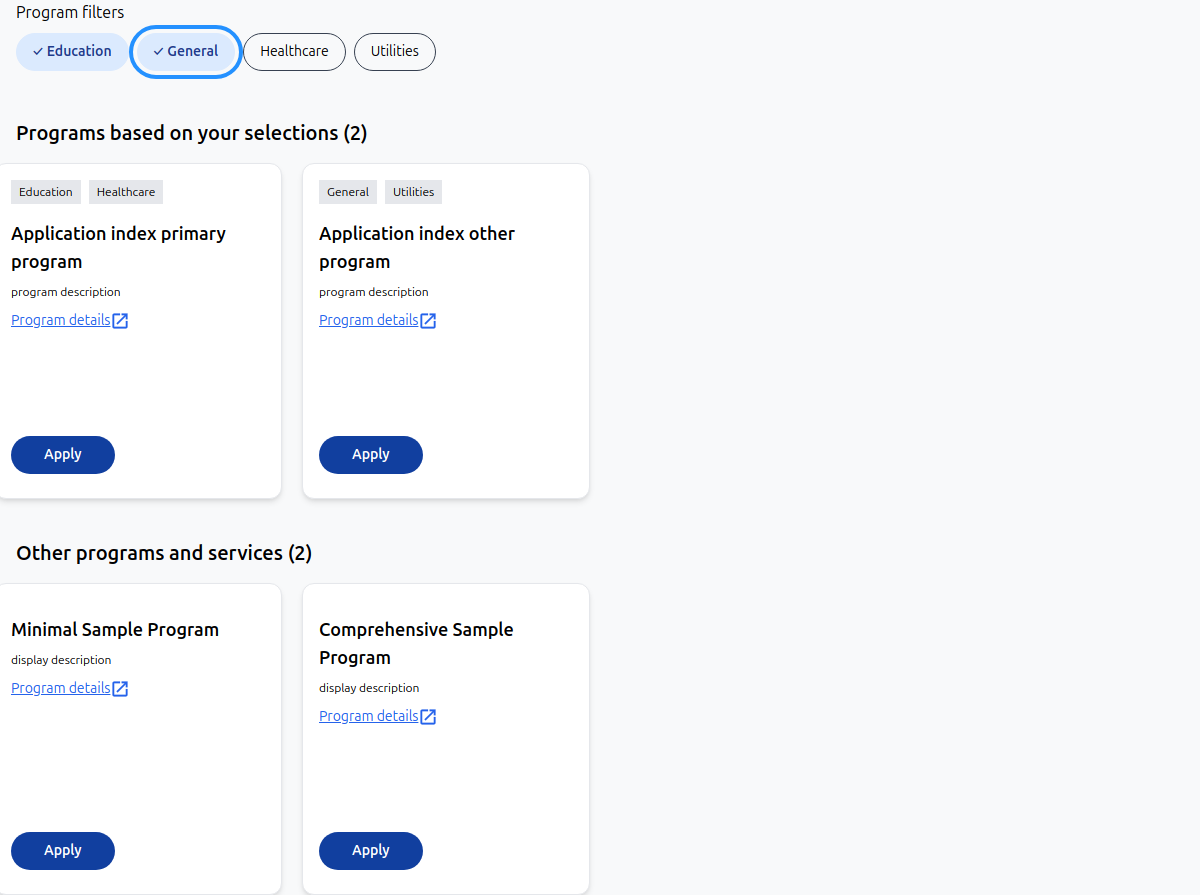 Program filters
Education General Healthcare Utilities
Programs based on your selections (2)
Education Healthcare
Application index primary
program
program description
Program details
Apply
General Utilities
Application index other
program
program description
Program details
Apply
Other programs and services (2)
Minimal Sample Program
display description
Program details
Apply
Comprehensive Sample
Program
display description
Program details
Apply